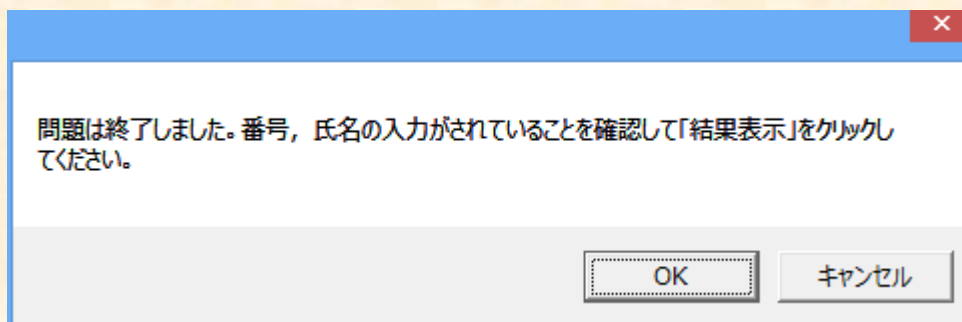 問題は終了しました。番号，氏名の入力がされていることを確認して「結果表示」をクリックし
てください。
OK
キャンセル